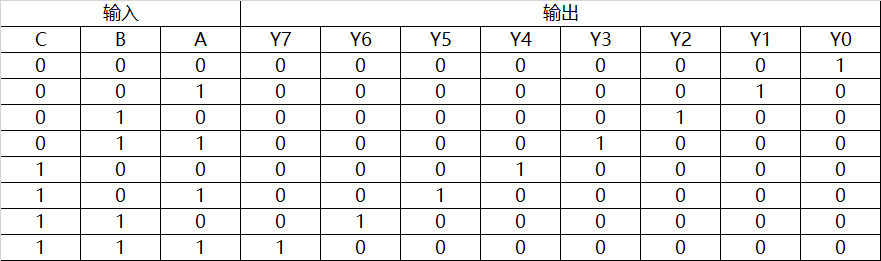 输入 输出
C B A Y7 Y6 Y5 Y4 Y3 Y2 Y1 Y0
0 0 0 0 0 0 0 0 0 0 1
0 0 1 0 0 0 0 0 0 1 0
0 1 0 0 0 0 0 0 1 0 0
0 1 1 0 0 0 0 1 0 0 0
1 0 0 0 0 0 1 0 0 0 0
1 0 1 0 0 1 0 0 0 0 0
1 1 0 0 1 0 0 0 0 0 0
1 1 1 1 0 0 0 0 0 0 0